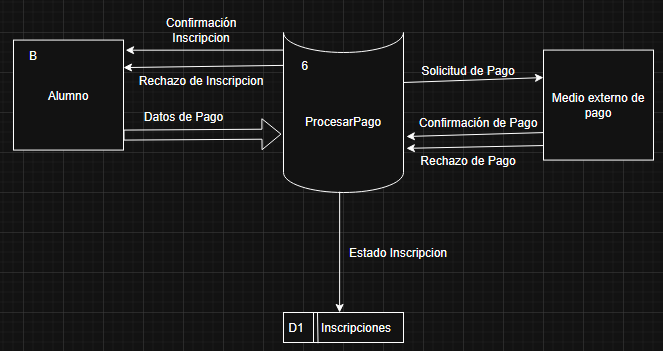 Confirmación
Inscripcion
B
6
Rechazo de Inscripcion
Solicitud de Pago
Alumno
Medio externo de
pago
Datos de Pago
ProcesarPago
Confirmación de Pago
Rechazo de Pago
Estado Inscripcion
D1
Inscripciones